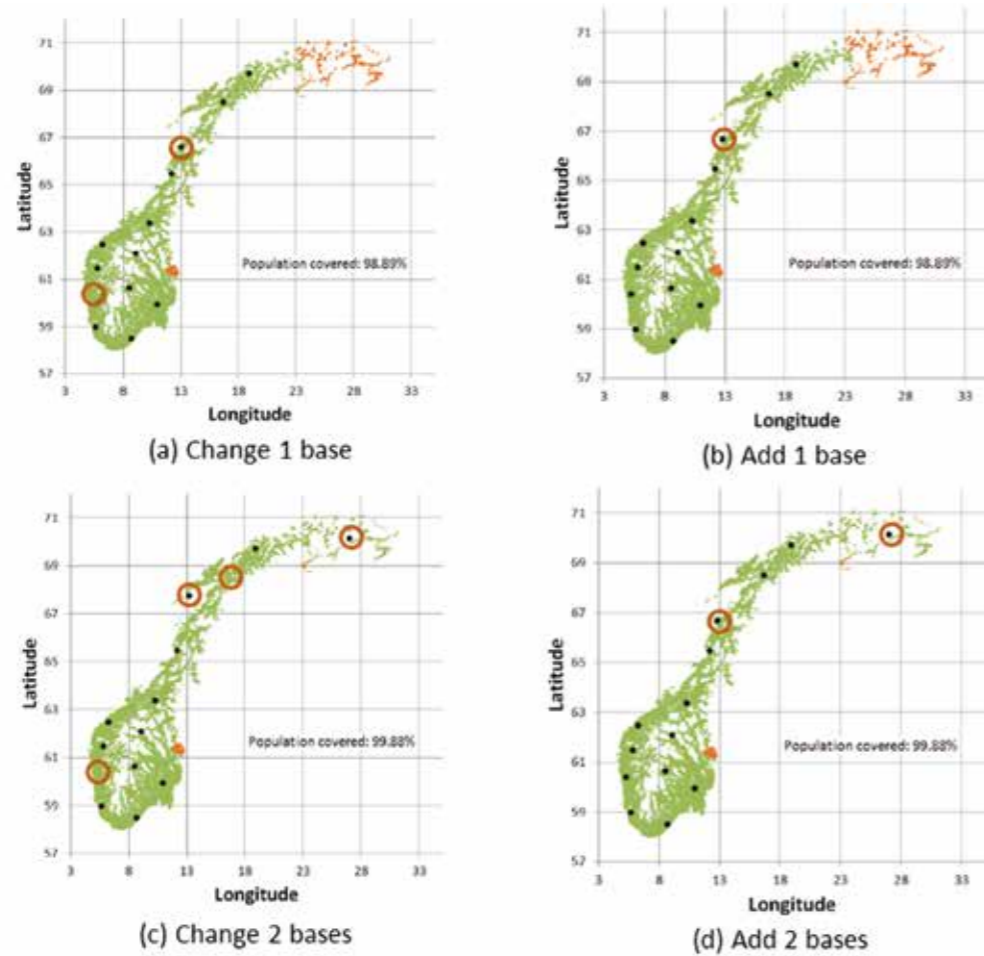 71
69
67
65
63
61
59
57
Latitude
Population covered: 98.89%
3 8 13 18 23 28 33
Longitude
(a) Change 1 base
71
69
67
65
63
61
59
57
Latitude
Population covered: 98.89%
3 8 13 18 23 28 33
Longitude
(b) Add 1 base
71
69
67
65
63
61
59
57
Latitude
Population covered: 99.88%
3 8 13 18 23 28 33
Longitude
(c) Change 2 bases
71
69
67
65
63
61
59
57
Latitude
Population covered: 99.88%
3 8 13 18 23 28 33
Longitude
(d) Add 2 bases